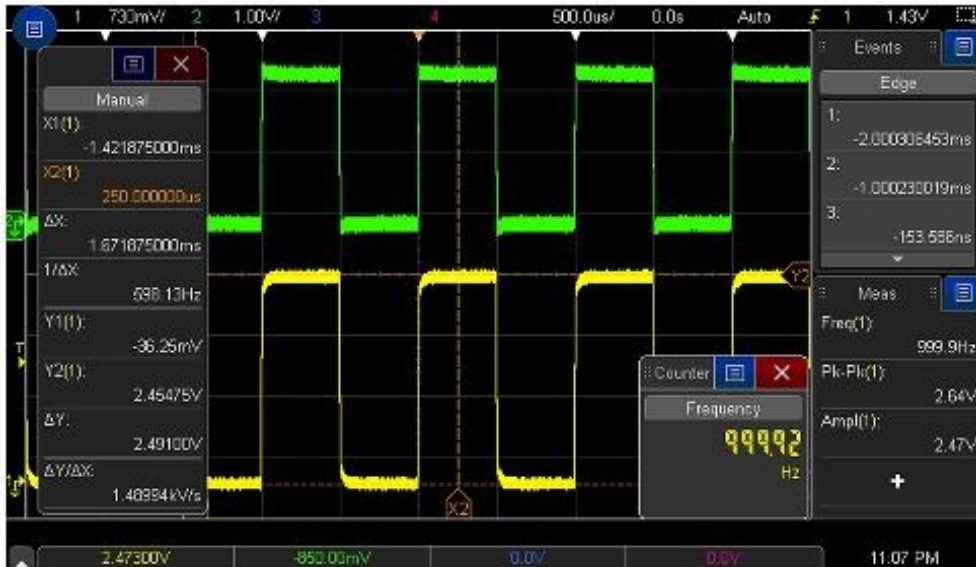 1 730mV/ 2 1.00V/ 3 4 500.0us/ 0.0s Auto 1 1.43V
Manual
X1(1):
-1.421875000ms
X2(1):
250.000000us
ΔX:
1.671875000ms
1/ΔX:
598.13Hz
Y1(1):
-36.25mV
Y2(1):
2.45475V
ΔY:
2.49100V
ΔY/ΔX:
1.48994kV/s
Y2
X2
T
Counter
Frequency
999.92
Hz
Events
Edge
1:
-2.000306453ms
2:
-1.000230019ms
3:
-153.586ns
Meas
Freq(1):
999.9Hz
Pk-Pk(1):
2.64V
Ampl(1):
2.47V
+
2.47300V -850.00mV 0.0V 0.0V 11:07 PM